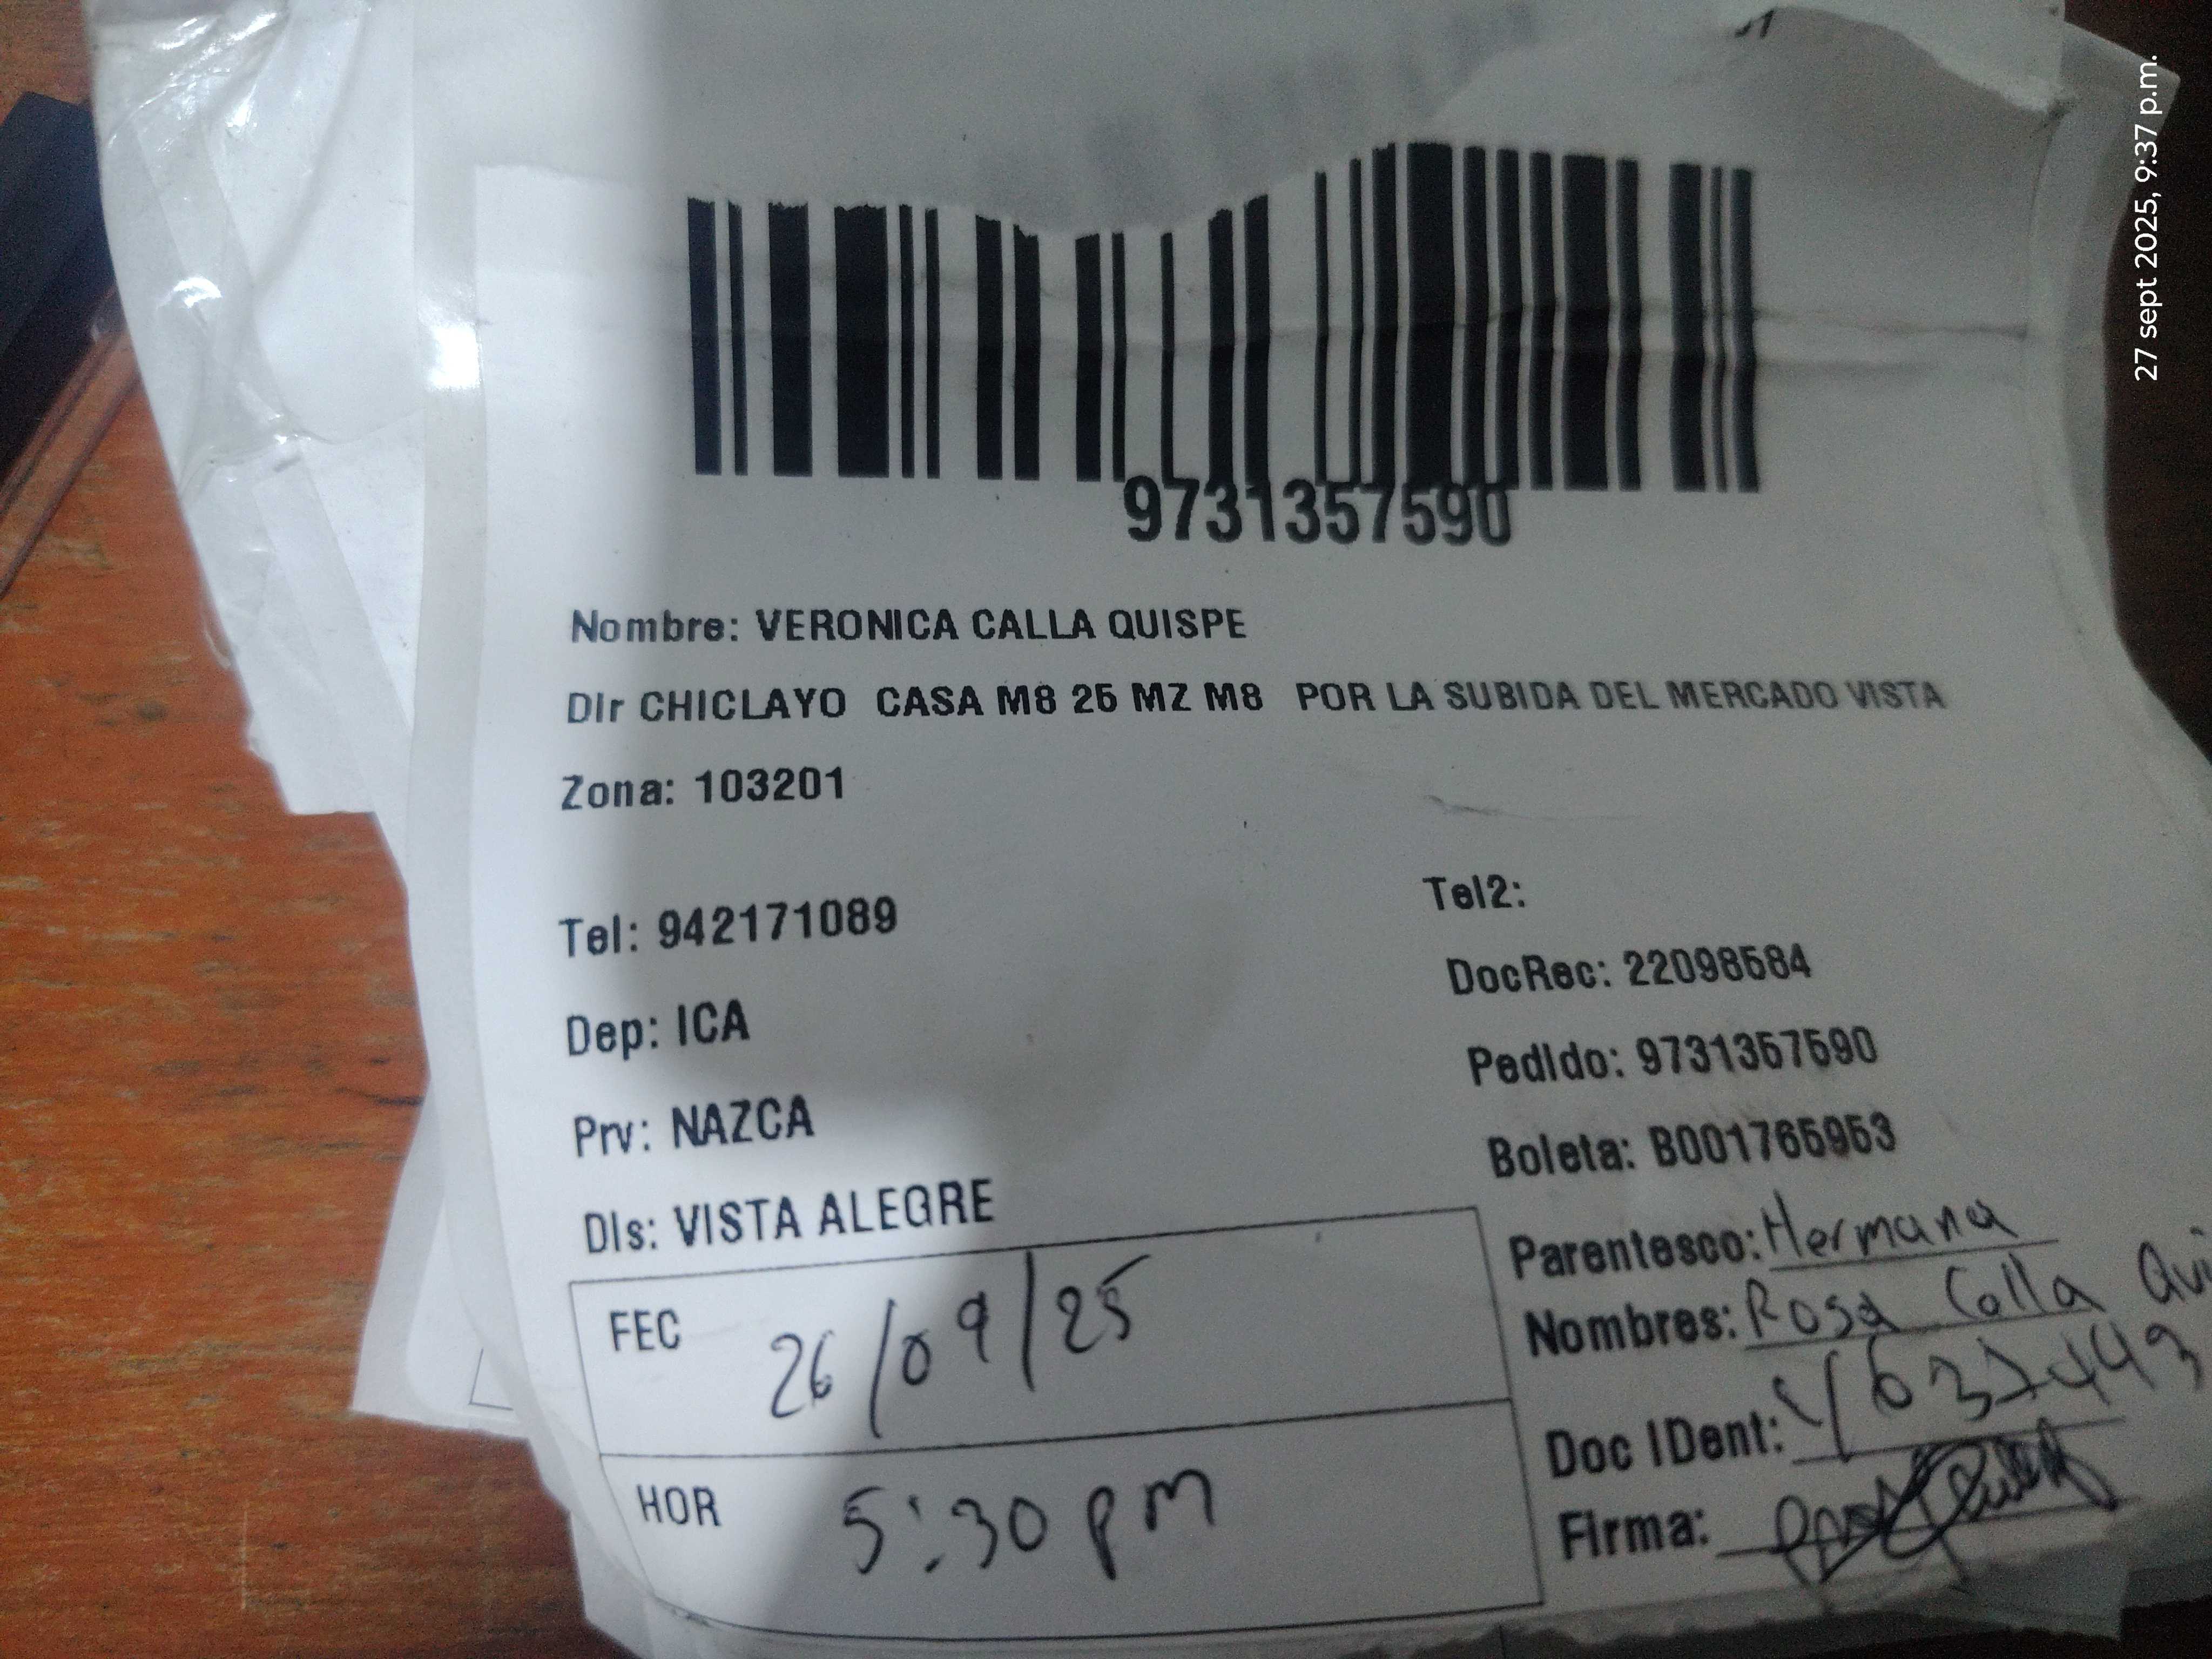 9731357590
Nombre: VERONICA CALLA QUISPE
Dir CHICLAYO CASA M8 25 MZ M8 POR LA SUBIDA DEL MERCADO VISTA
Zona: 103201
Tel: 942171089
Tel2:
DocRec: 22098584
Dep: ICA
Pedido: 9731357590
Prv: NAZCA
Boleta: B001765953
Dis: VISTA ALEGRE
Parentesco: Hermana
Nombres: Rosa Calla Qui
Doc IDent:
Firma:
FEC 26/09/25
HOR 5:30 pm
27 sept 2025, 9:37 p.m.